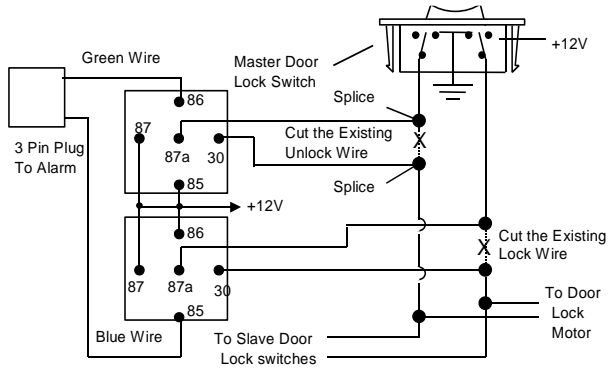 +12V
Master Door
Lock Switch
Green Wire
Splice
86
87
87a
30
85
3 Pin Plug
To Alarm
Cut the Existing
Unlock Wire
X
Splice
+12V
86
87
87a
30
85
Cut the Existing
Lock Wire
X
Blue Wire
To Slave Door
Lock switches
To Door
Lock
Motor